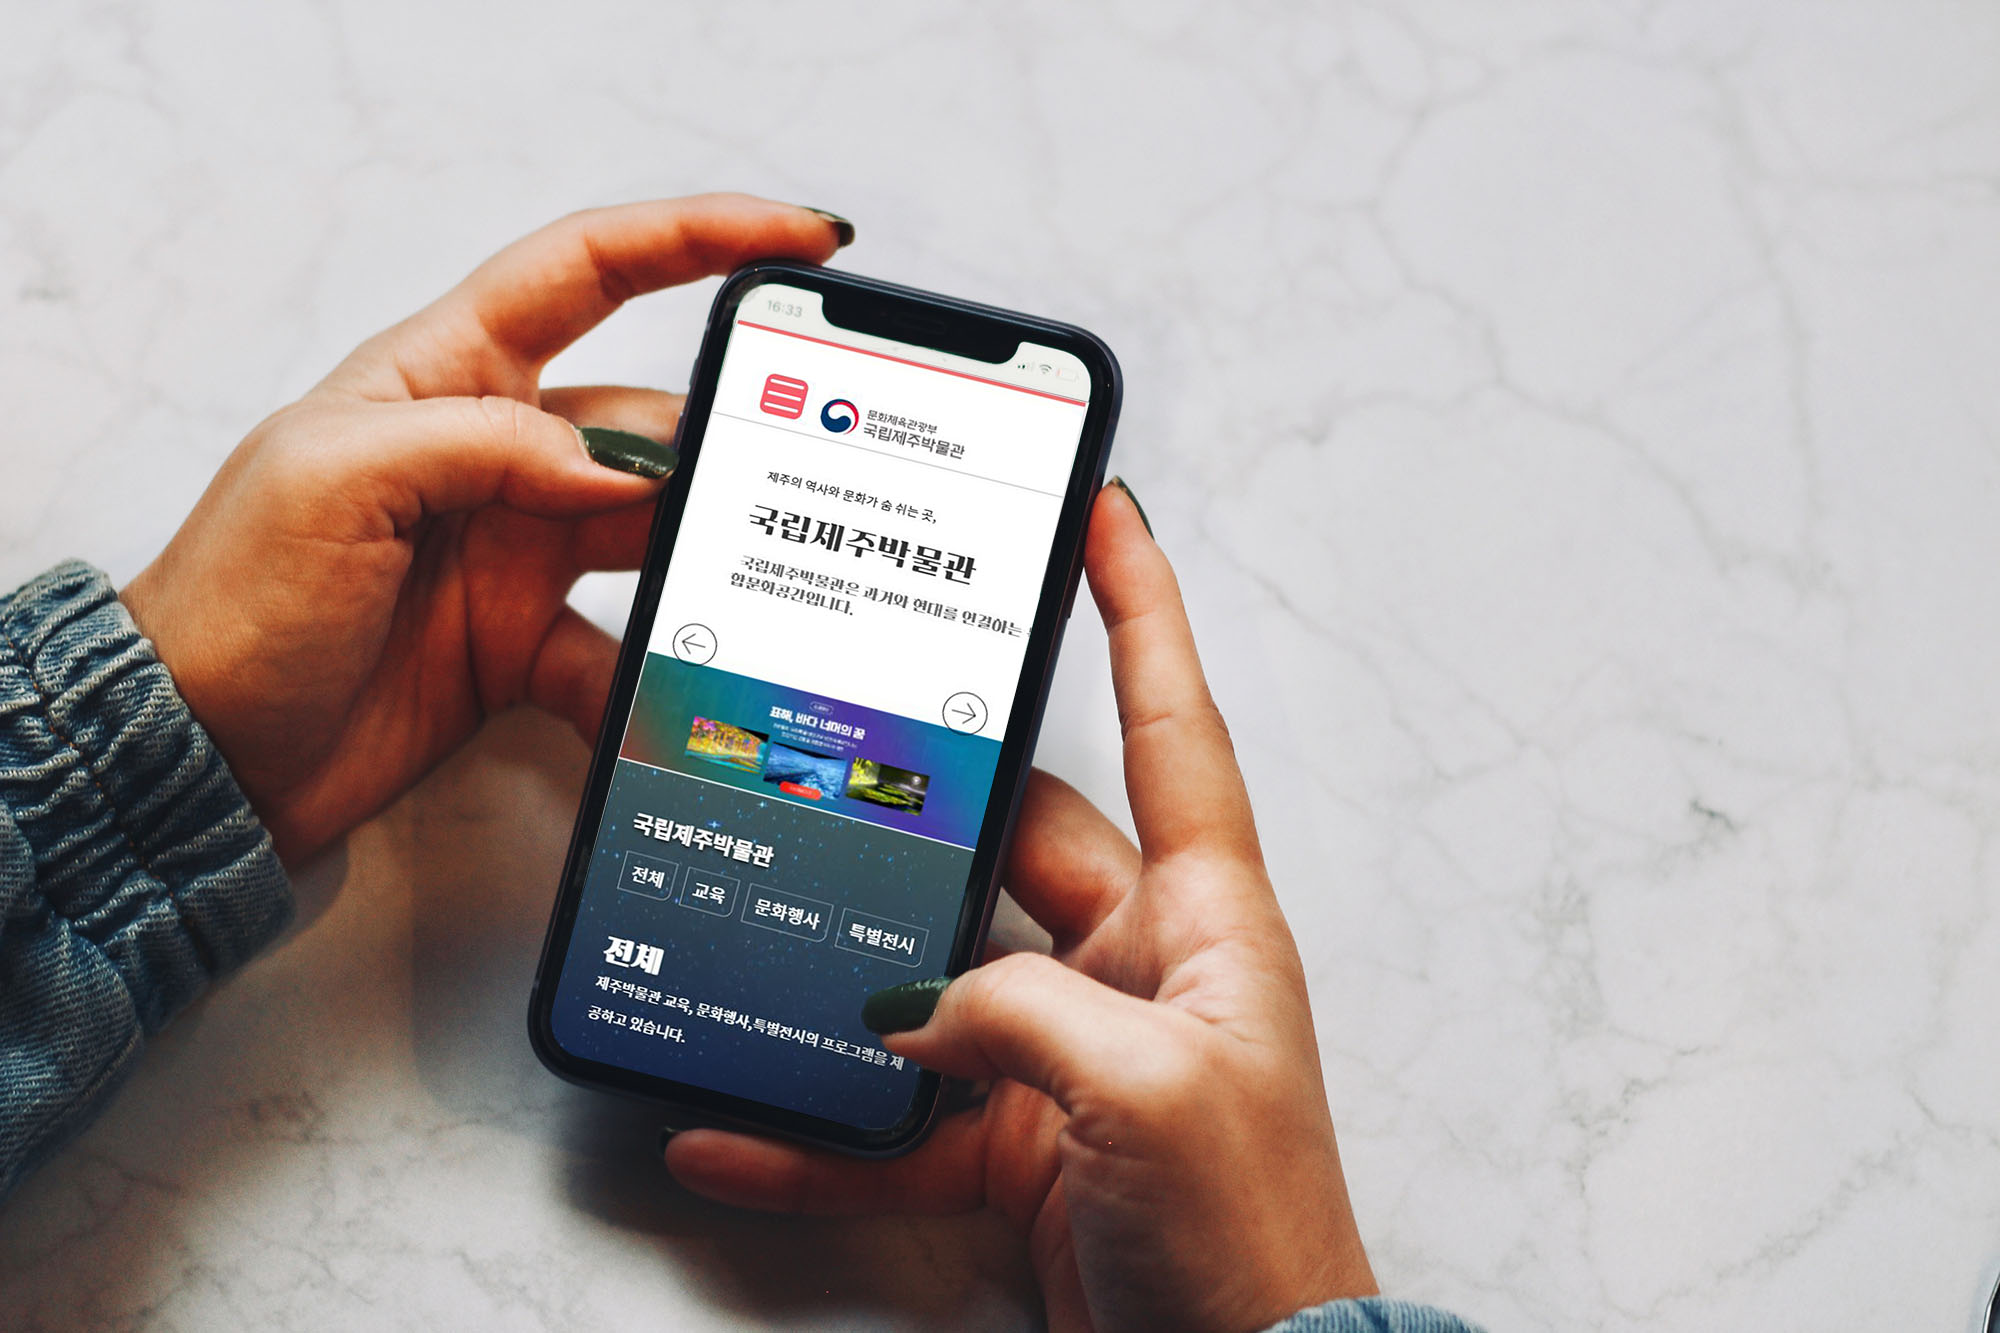 16:33
문화체육관광부
국립제주박물관
제주의 역사와 문화가 숨 쉬는 곳,
국립제주박물관
국립제주박물관은 과거와 현대를 연결하는
합문화공간입니다.
표해, 바다 너머의 꿈
국립제주박물관
전체
교육
문화행사
특별전시
전체
제주박물관 교육, 문화행사,특별전시의 프로그램을 제
공하고 있습니다.